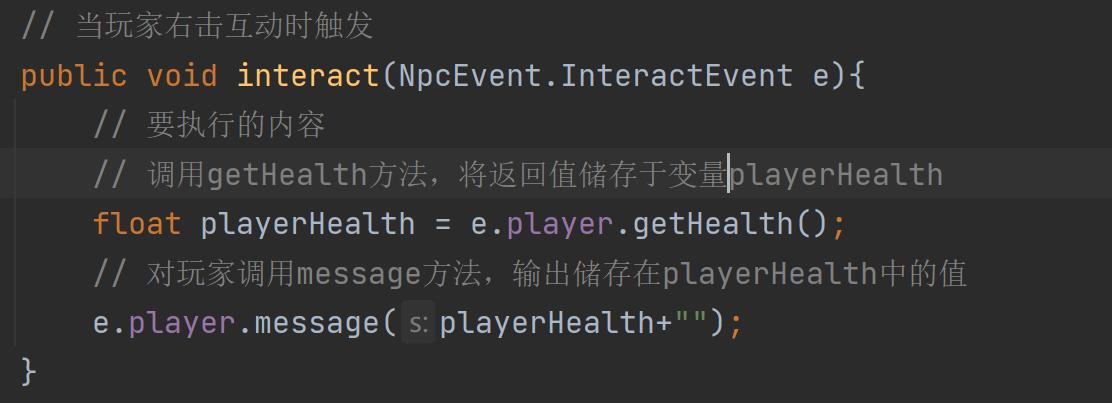 // 当玩家右击互动时触发
public void interact(NpcEvent.InteractEvent e){
// 要执行的内容
// 调用getHealth方法，将返回值储存于变量playerHealth
float playerHealth = e.player.getHealth();
// 对玩家调用message方法，输出储存在playerHealth中的值
e.player.message( s: playerHealth+"");
}